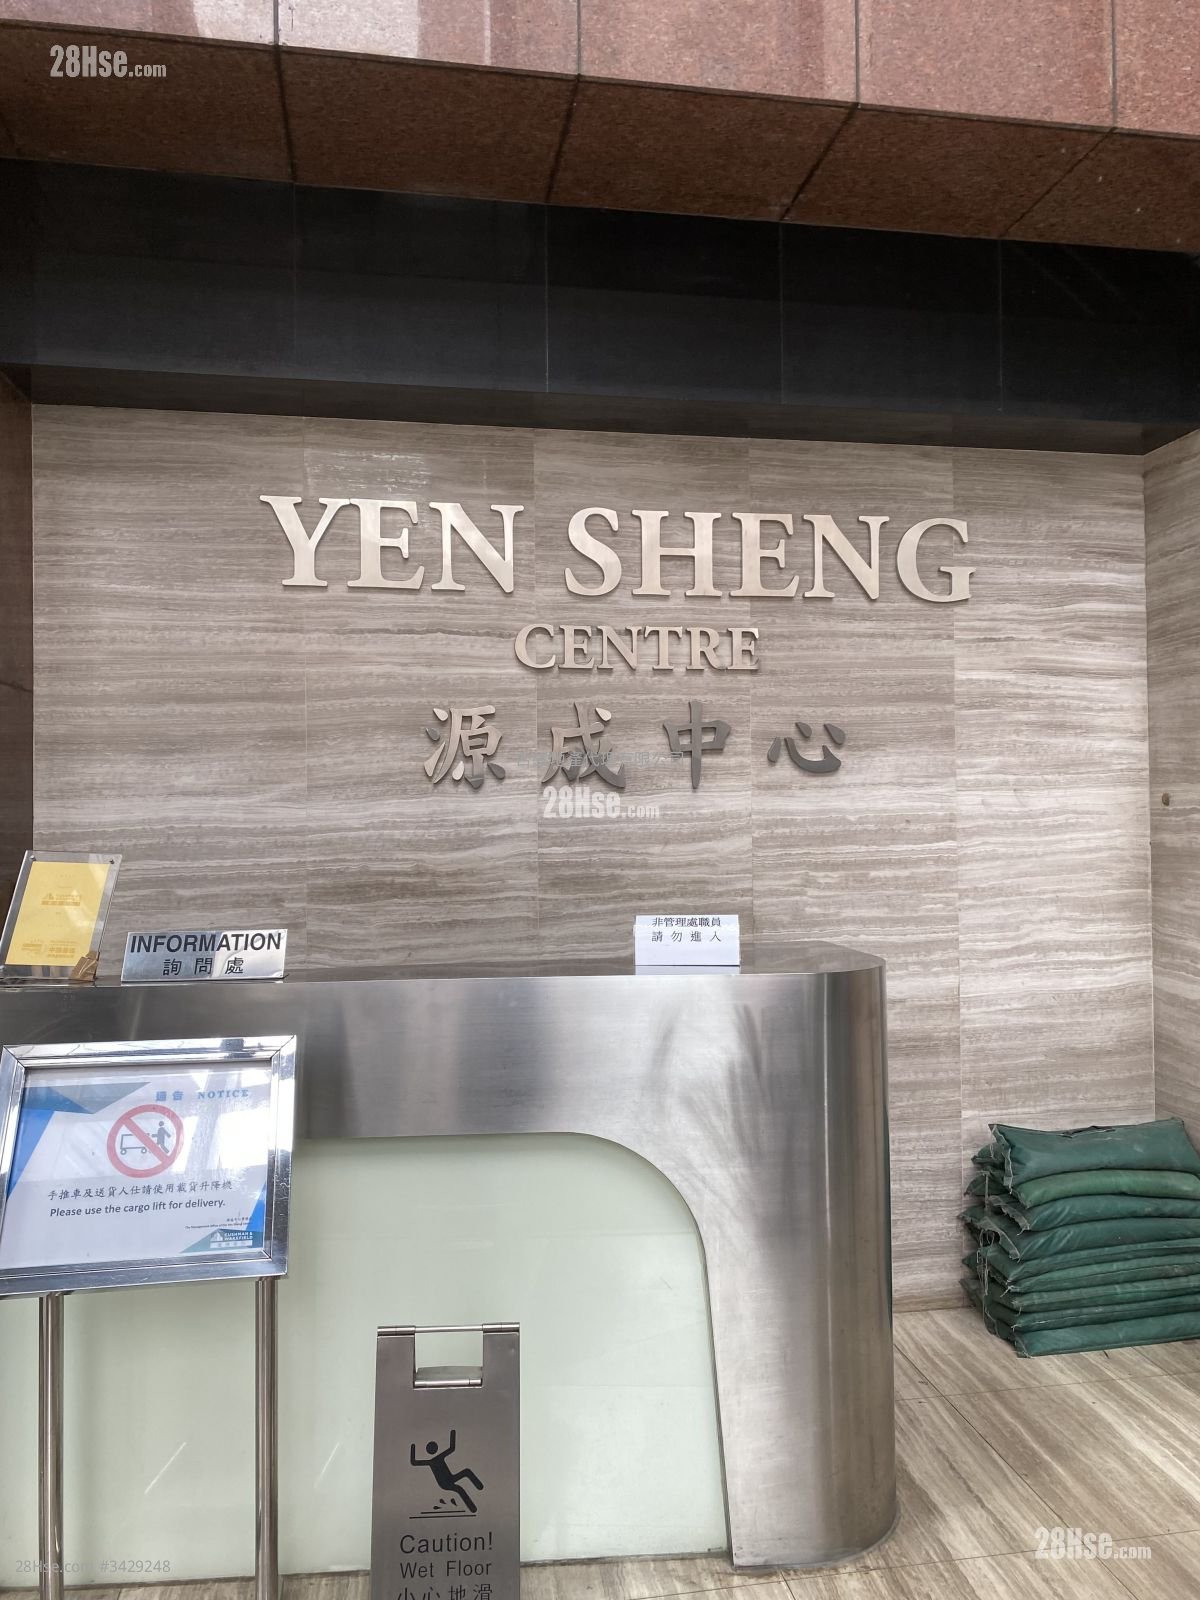 28Hse.com
YEN SHENG
CENTRE
源成中心
28Hse.com
非管理處職員
請勿進入
INFORMATION
詢問處
通告 NOTICE
手推車及送貨人仕請使用載貨升降機
Please use the cargo lift for delivery.
CUSHMAN &
WAKEFIELD
Caution!
Wet Floor
小心地滑
28Hse.com
28Hse.com #3429248